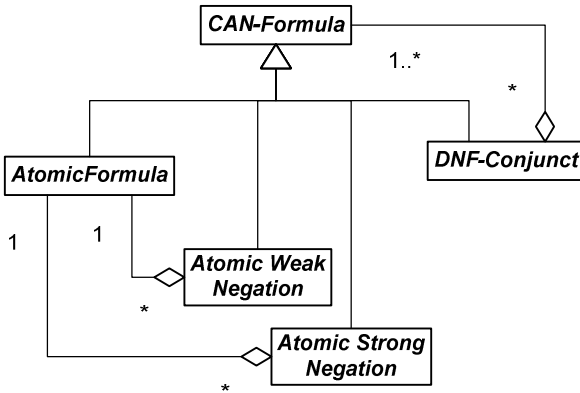 CAN-Formula
1..*
*
DNF-Conjunct
AtomicFormula
1
1
Atomic Weak
Negation
*
Atomic Strong
Negation
*